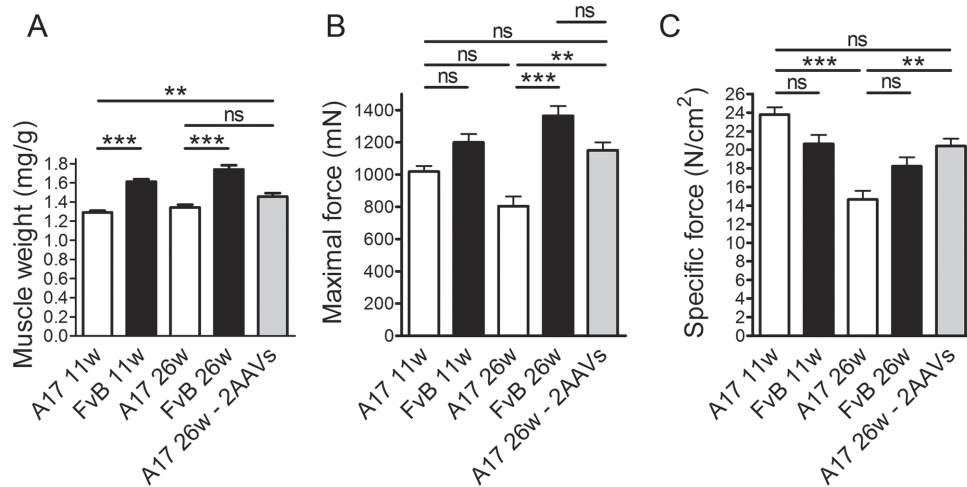 A
Muscle weight (mg/g)
**
ns
*** ***
1.8
1.6
1.4
1.2
1.0
0.8
0.6
0.4
0.2
0.0
A17 11w
FvB 11w
A17 26w
FvB 26w
A17 26w - 2AAVs
B
Maximal force (mN)
ns
ns
ns **
ns ***
1400
1200
1000
800
600
400
200
0
A17 11w
FvB 11w
A17 26w
FvB 26w
A17 26w - 2AAVs
C
Specific force (N/cm²)
ns
*** **
ns ns
26
24
22
20
18
16
14
12
10
8
6
4
2
0
A17 11w
FvB 11w
A17 26w
FvB 26w
A17 26w - 2AAVs